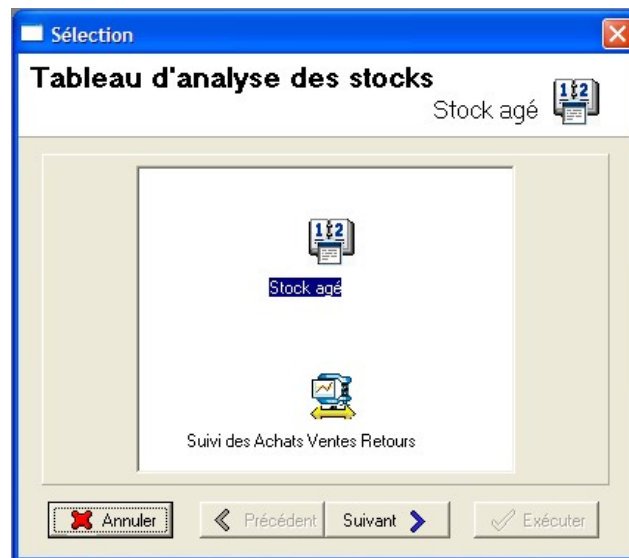 Sélection
Tableau d'analyse des stocks
Stock agé
Stock agé
Suivi des Achats Ventes Retours
Annuler
Précédent
Suivant
Exécuter